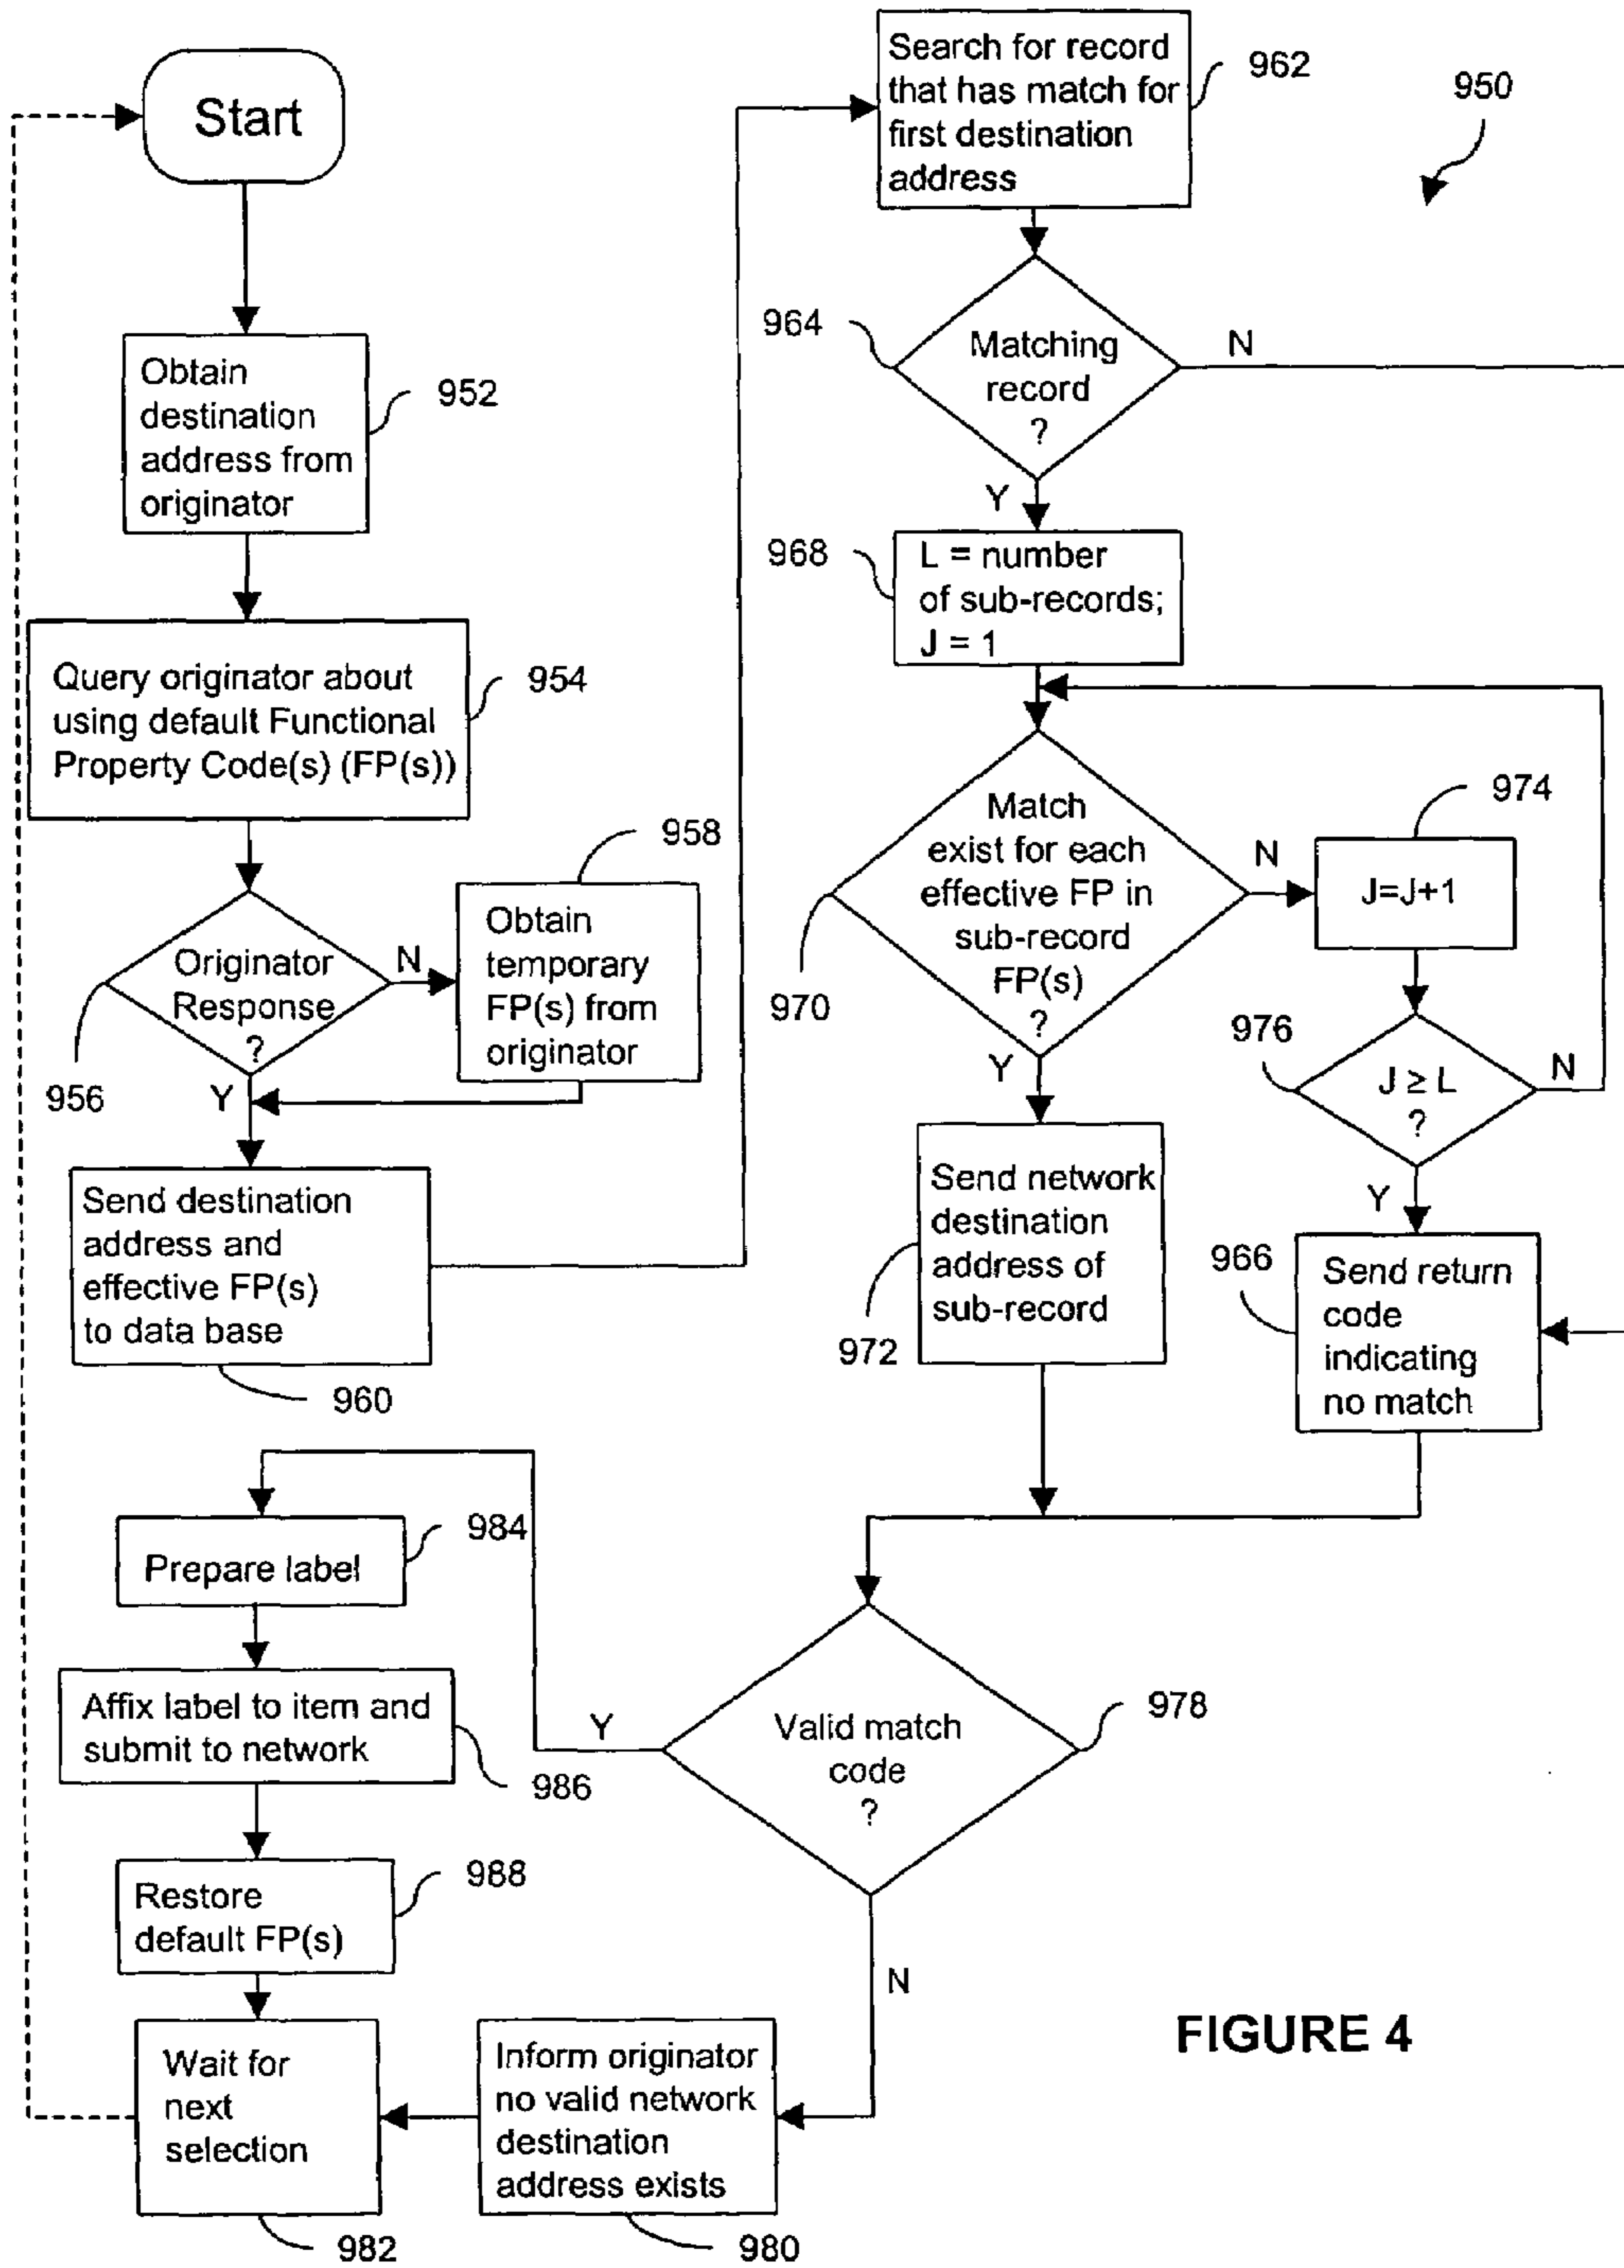 Start
Obtain
destination
address from
originator
952
Query originator about
using default Functional
Property Code(s) (FP(s))
954
Originator
Response
?
956
N
Y
958
Obtain
temporary
FP(s) from
originator
Send destination
address and
effective FP(s)
to data base
960
Search for record
that has match for
first destination
address
962
950
964
Matching
record
?
N
Y
968
L = number
of sub-records;
J = 1
Match
exist for each
effective FP in
sub-record
FP(s)
?
970
N
Y
974
J=J+1
976
J ≥ L
?
N
Y
Send network
destination
address of
sub-record
972
966
Send return
code
indicating
no match
984
Prepare label
Affix label to item and
submit to network
986
988
Restore
default FP(s)
Valid match
code
?
978
Y
N
Wait for
next
selection
982
Inform originator
no valid network
destination
address exists
980
FIGURE 4